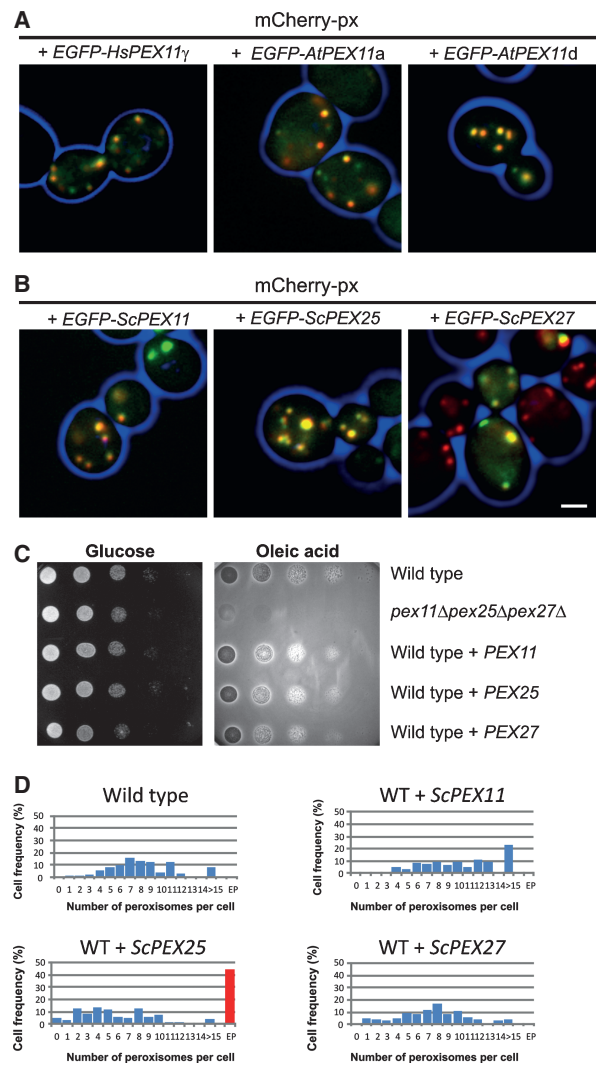 A
mCherry-px
+ EGFP-HsPEX11γ
+ EGFP-AtPEX11a
+ EGFP-AtPEX11d
B
mCherry-px
+ EGFP-ScPEX11
+ EGFP-ScPEX25
+ EGFP-ScPEX27
C
Glucose
Oleic acid
Wild type
pex11Δpex25Δpex27Δ
Wild type + PEX11
Wild type + PEX25
Wild type + PEX27
D
Wild type
Cell frequency (%)
50
40
30
20
10
0
0 1 2 3 4 5 6 7 8 9 10 11 12 13 14 >15 EP
Number of peroxisomes per cell
WT + ScPEX11
Cell frequency (%)
50
40
30
20
10
0
0 1 2 3 4 5 6 7 8 9 10 11 12 13 14 >15 EP
Number of peroxisomes per cell
WT + ScPEX25
Cell frequency (%)
50
40
30
20
10
0
0 1 2 3 4 5 6 7 8 9 10 11 12 13 14 >15 EP
Number of peroxisomes per cell
WT + ScPEX27
Cell frequency (%)
50
40
30
20
10
0
0 1 2 3 4 5 6 7 8 9 10 11 12 13 14 >15 EP
Number of peroxisomes per cell